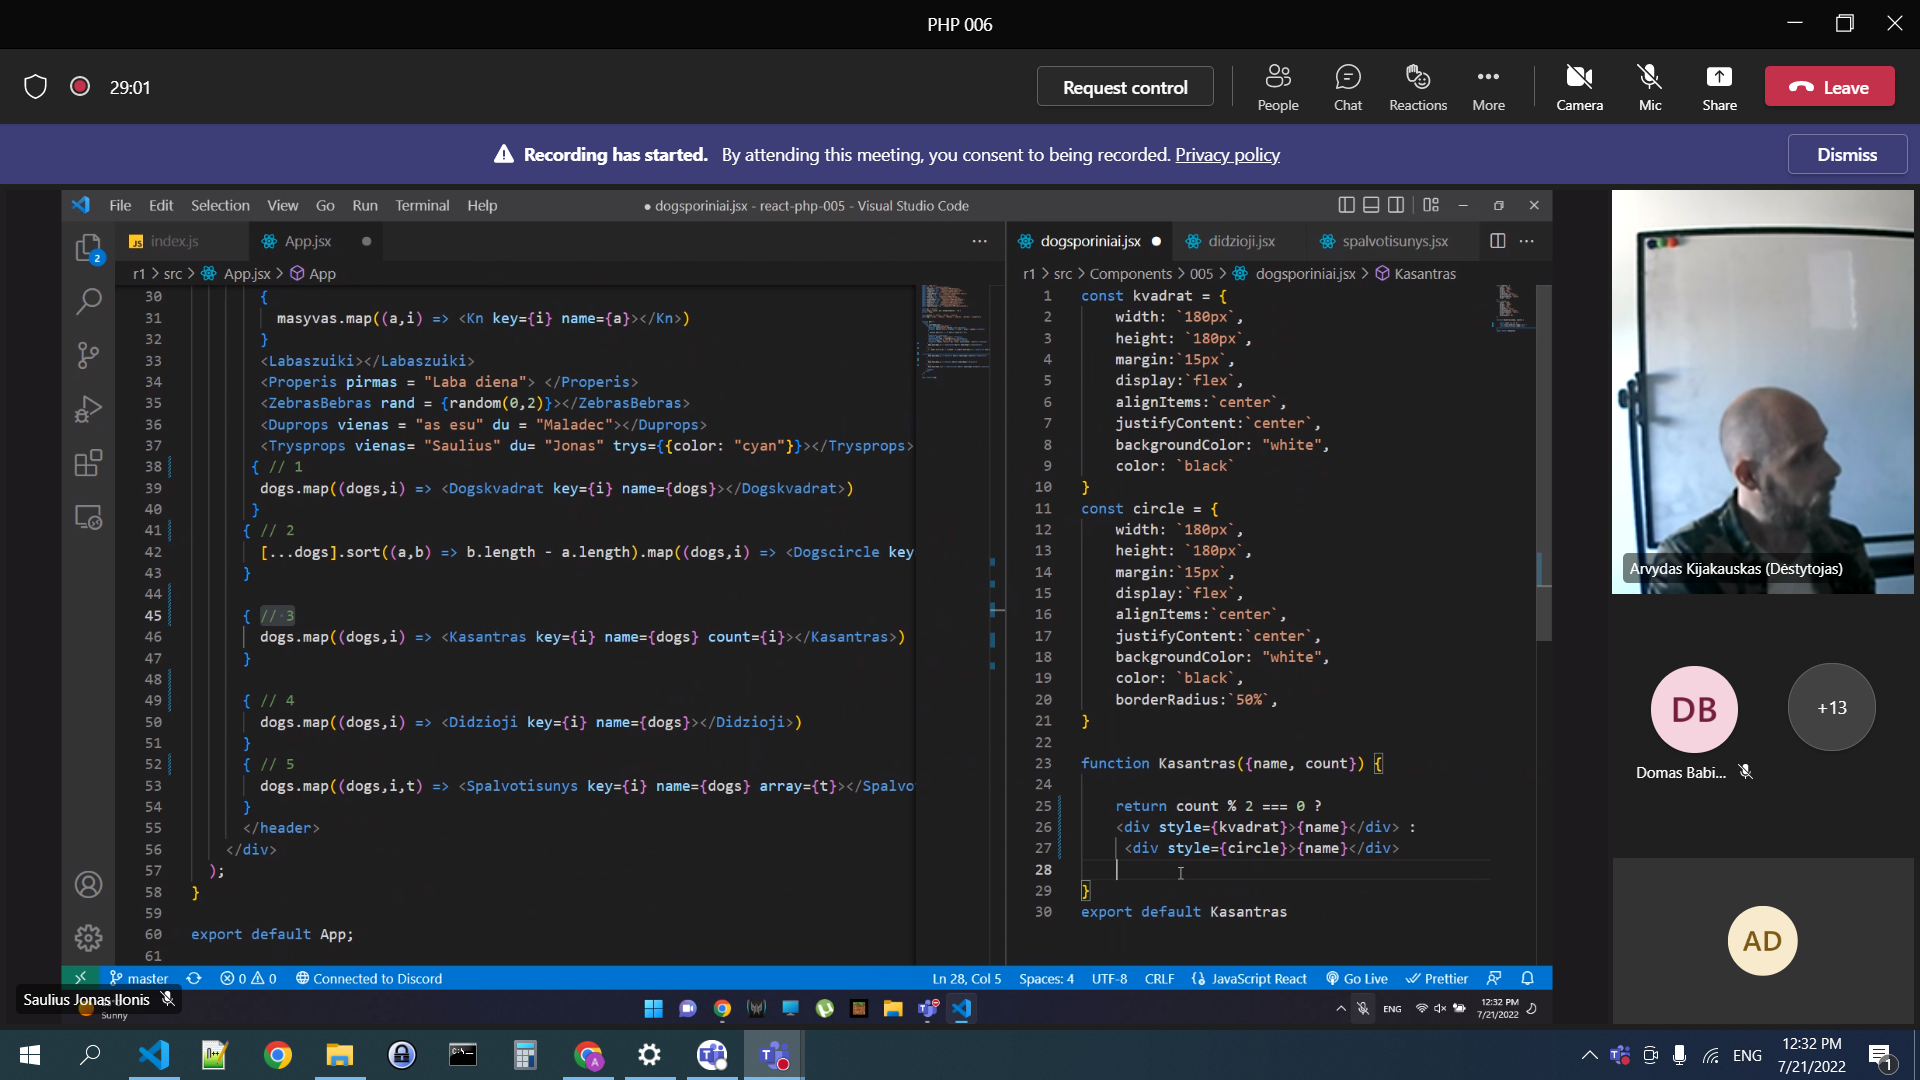 PHP 006
29:01
Request control
People
Chat
Reactions
More
Camera
Mic
Share
Leave
Recording has started. By attending this meeting, you consent to being recorded. Privacy policy
Dismiss
File Edit Selection View Go Run Terminal Help
● dogsporiniai.jsx - react-php-005 - Visual Studio Code
index.js
App.jsx
r1 > src > App.jsx > App
30 {
31 masyvas.map((a,i) => <Kn key={i} name={a}></Kn>)
32 }
33 <Labaszuiki></Labaszuiki>
34 <Properis pirmas = "Laba diena"> </Properis>
35 <ZebrasBebras rand = {random(0,2)}></ZebrasBebras>
36 <Duprops vienas = "as esu" du = "Maladec"></Duprops>
37 <Trysprops vienas= "Saulius" du= "Jonas" trys={{color: "cyan"}}></Trysprops>
38 { // 1
39 dogs.map((dogs,i) => <Dogskvadrat key={i} name={dogs}></Dogskvadrat>)
40 }
41 { // 2
42 [...dogs].sort((a,b) => b.length - a.length).map((dogs,i) => <Dogscircle key
43 }
44
45 { // 3
46 dogs.map((dogs,i) => <Kasantras key={i} name={dogs} count={i}></Kasantras>)
47 }
48
49 { // 4
50 dogs.map((dogs,i) => <Didzioji key={i} name={dogs}></Didzioji>)
51 }
52 { // 5
53 dogs.map((dogs,i,t) => <Spalvotisunys key={i} name={dogs} array={t}></Spalvo
54 }
55 </header>
56 </div>
57 );
58 }
59
60 export default App;
61
dogsporiniai.jsx
didzioji.jsx
spalvotisunys.jsx
r1 > src > Components > 005 > dogsporiniai.jsx > Kasantras
1 const kvadrat = {
2 width: `180px`,
3 height: `180px`,
4 margin:`15px`,
5 display:`flex`,
6 alignItems:`center`,
7 justifyContent:`center`,
8 backgroundColor: "white",
9 color: `black`
10 }
11 const circle = {
12 width: `180px`,
13 height: `180px`,
14 margin:`15px`,
15 display:`flex`,
16 alignItems:`center`,
17 justifyContent:`center`,
18 backgroundColor: "white",
19 color: `black`,
20 borderRadius:`50%`,
21 }
22
23 function Kasantras({name, count}) {
24
25 return count % 2 === 0 ?
26 <div style={kvadrat}>{name}</div> :
27 <div style={circle}>{name}</div>
28
29 }
30 export default Kasantras
2
master
0 0
Connected to Discord
Ln 28, Col 5
Spaces: 4
UTF-8
CRLF
JavaScript React
Go Live
Prettier
Saulius Jonas Ilonis
Sunny
ENG
12:32 PM
7/21/2022
Arvydas Kijakauskas (Dėstytojas)
DB
Domas Babi...
+13
AD
ENG
12:32 PM
7/21/2022
1